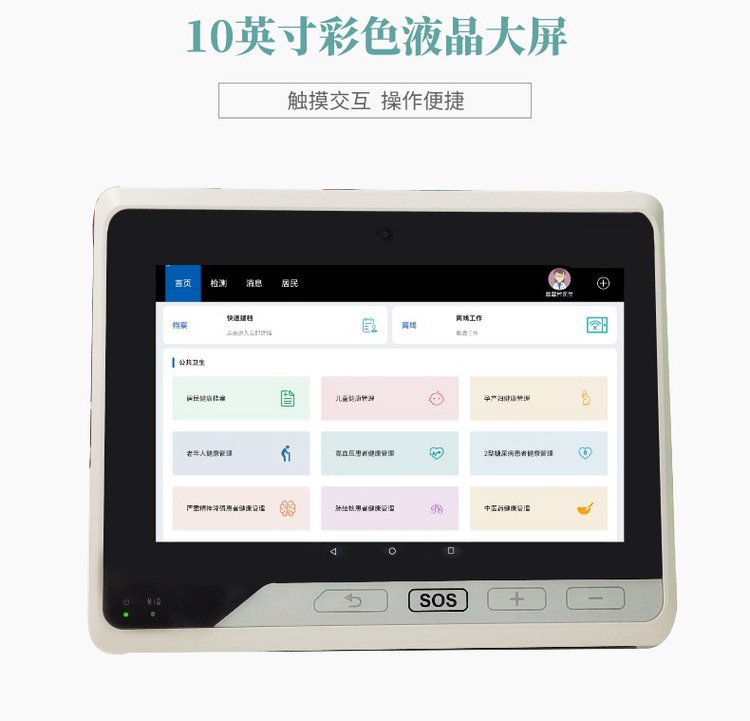 10英寸彩色液晶大屏
触摸交互 操作便捷
首页 检测 消息 居民
档案 快速建档
离线 离线工作
公共卫生
居民健康档案
儿童健康管理
孕产妇健康管理
老年人健康管理
高血压患者健康管理
2型糖尿病患者健康管理
严重精神障碍患者健康管理
肺结核患者健康管理
中医药健康管理
SOS